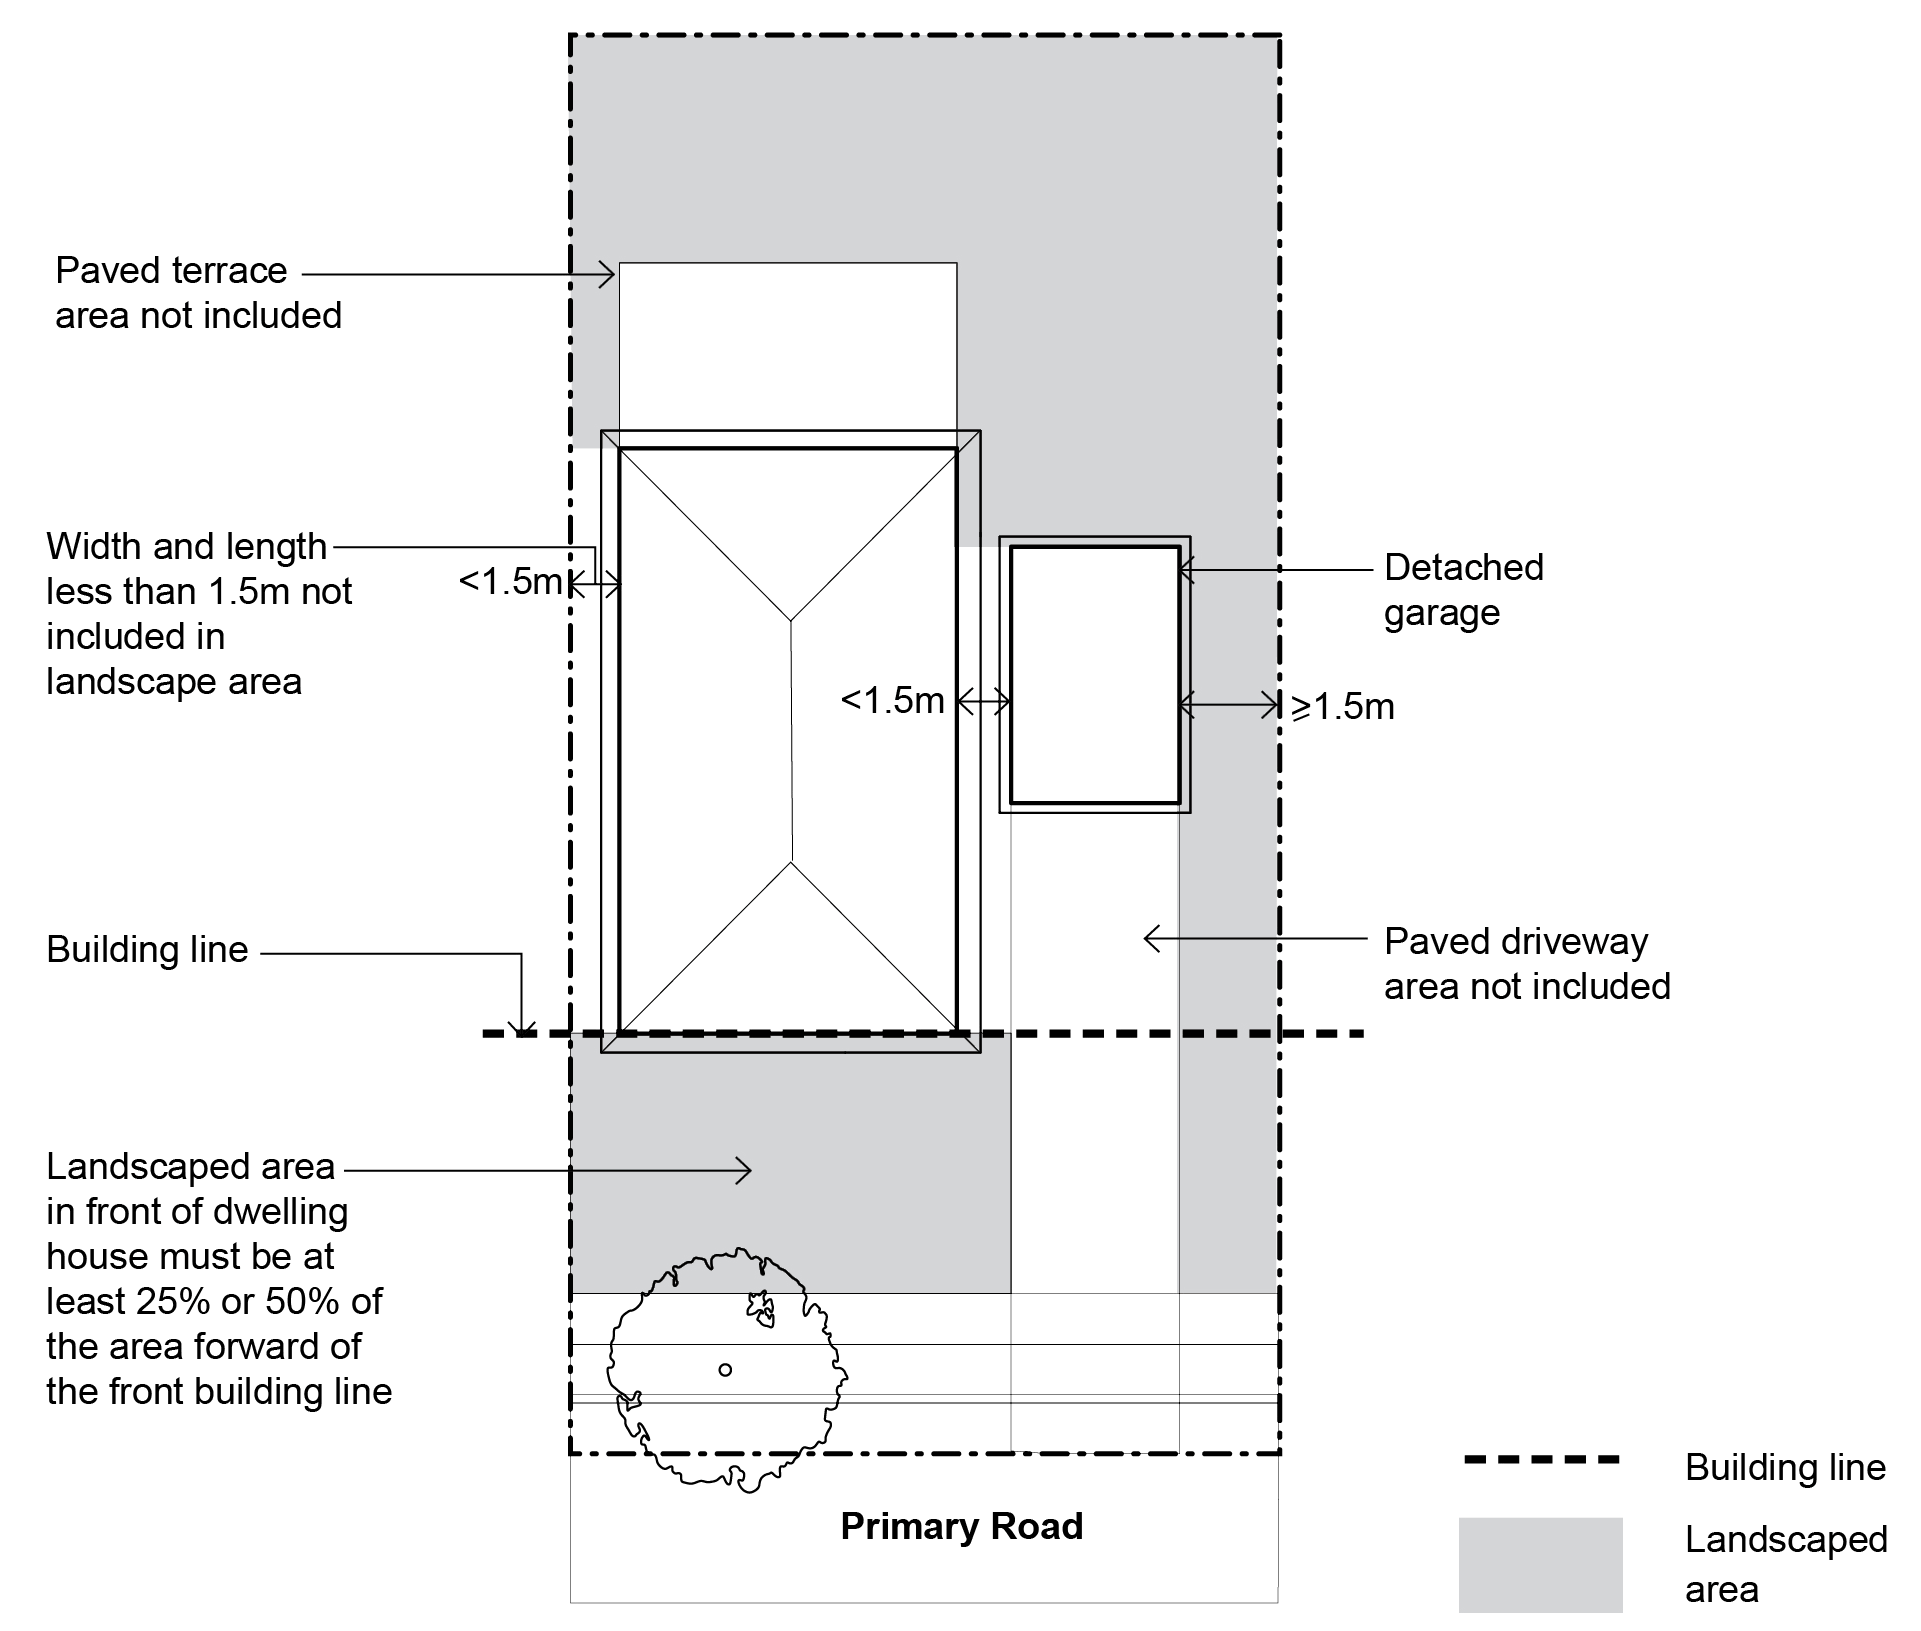 Paved terrace
area not included
Width and length
less than 1.5m not
included in
landscape area
<1.5m
<1.5m
⩾1.5m
Detached
garage
Building line
Paved driveway
area not included
Landscaped area
in front of dwelling
house must be at
least 25% or 50% of
the area forward of
the front building line
Primary Road
Building line
Landscaped
area